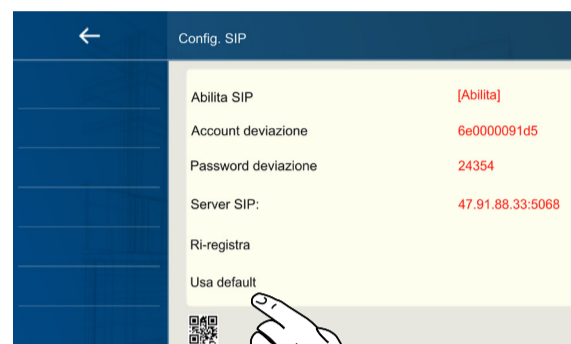 Config. SIP
Abilita SIP [Abilita]
Account deviazione 6e0000091d5
Password deviazione 24354
Server SIP: 47.91.88.33:5068
Ri-registra
Usa default